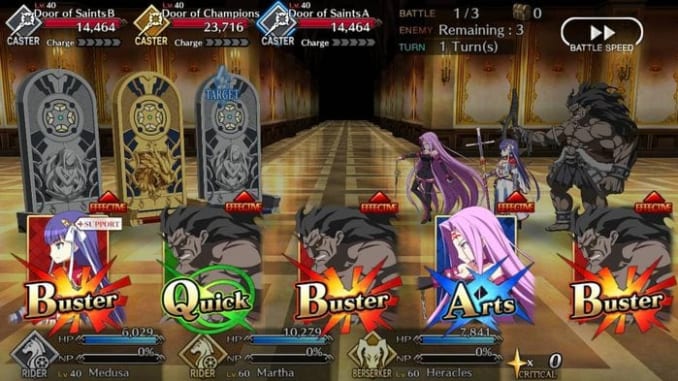 Lv.40
Door of Saints B
14,464
CASTER
Charge
Lv.40
Door of Champions
23,716
CASTER
Charge
Lv.40
Door of Saints A
14,464
CASTER
Charge
BATTLE 1/3
0
ENEMY Remaining : 3
TURN 1 Turn(s)
BATTLE SPEED
TARGET
EFFECTIVE
EFFECTIVE
EFFECTIVE
EFFECTIVE
EFFECTIVE
SUPPORT
Buster
Quick
Buster
Arts
Buster
HP 6,029
NP 0%
RIDER
Lv 40 Medusa
HP 10,279
NP 0%
RIDER
Lv 60 Martha
HP 7,841
NP 0%
BERSERKER
Lv 60 Heracles
x 0
CRITICAL